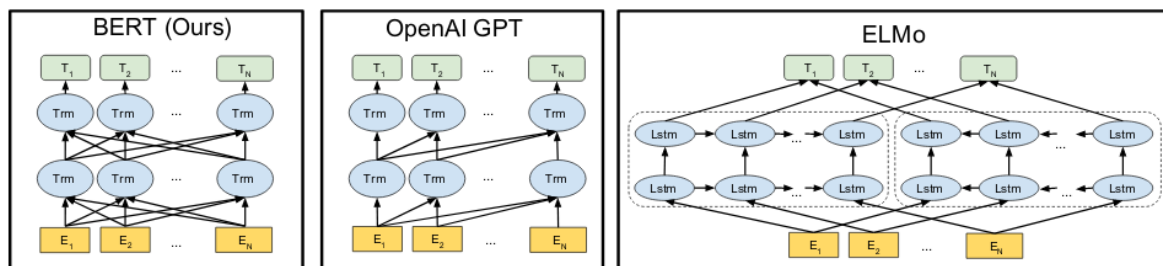 BERT (Ours)
T1 T2 ... TN
Trm Trm ... Trm
Trm Trm ... Trm
E1 E2 ... EN
OpenAI GPT
T1 T2 ... TN
Trm Trm ... Trm
Trm Trm ... Trm
E1 E2 ... EN
ELMo
T1 T2 ... TN
Lstm Lstm ... Lstm Lstm Lstm ... Lstm
Lstm Lstm ... Lstm Lstm Lstm ... Lstm
E1 E2 ... EN